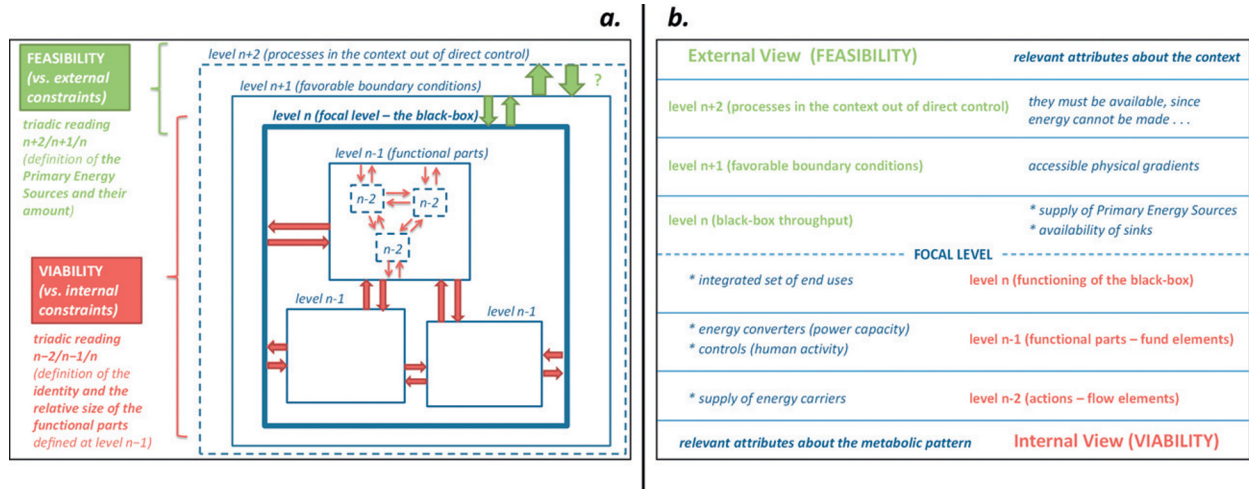 a.
FEASIBILITY
(vs. external
constraints)
triadic reading
n+2/n+1/n
(definition of the
Primary Energy
Sources and their
amount)
VIABILITY
(vs. internal
constraints)
triadic reading
n−2/n−1/n
(definition of the
identity and the
relative size of the
functional parts
defined at level n−1)
level n+2 (processes in the context out of direct control)
?
level n+1 (favorable boundary conditions)
level n (focal level – the black-box)
level n-1 (functional parts)
n-2
n-2
n-2
level n-1
level n-1
b.
External View (FEASIBILITY)
relevant attributes about the context
level n+2 (processes in the context out of direct control)
they must be available, since
energy cannot be made . . .
level n+1 (favorable boundary conditions)
accessible physical gradients
level n (black-box throughput)
* supply of Primary Energy Sources
* availability of sinks
FOCAL LEVEL
* integrated set of end uses
level n (functioning of the black-box)
* energy converters (power capacity)
* controls (human activity)
level n-1 (functional parts – fund elements)
* supply of energy carriers
level n-2 (actions – flow elements)
relevant attributes about the metabolic pattern
Internal View (VIABILITY)